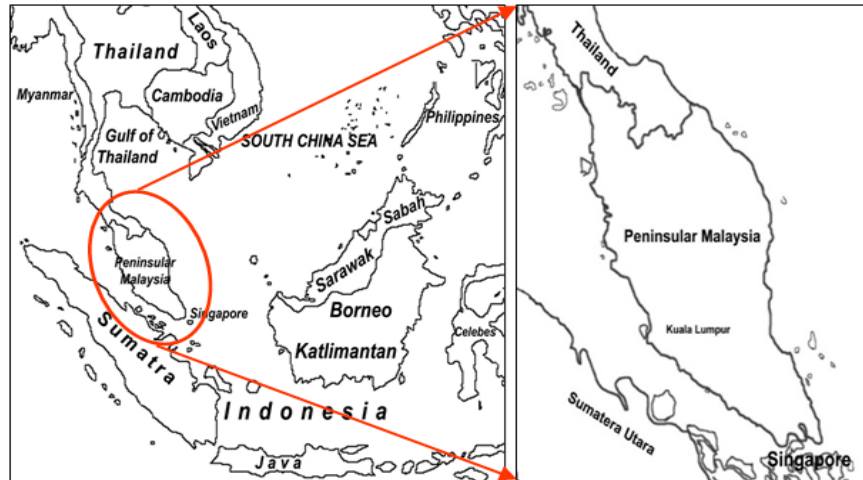 Laos
Thailand
Myanmar
Cambodia
Vietnam
Philippines
Gulf of
Thailand
SOUTH CHINA SEA
Sabah
Peninsular
Malaysia
Sarawak
Singapore
Borneo
Sumatra
Katlimantan
Celebes
Indonesia
Java
Thailand
Peninsular Malaysia
Kuala Lumpur
Sumatera Utara
Singapore